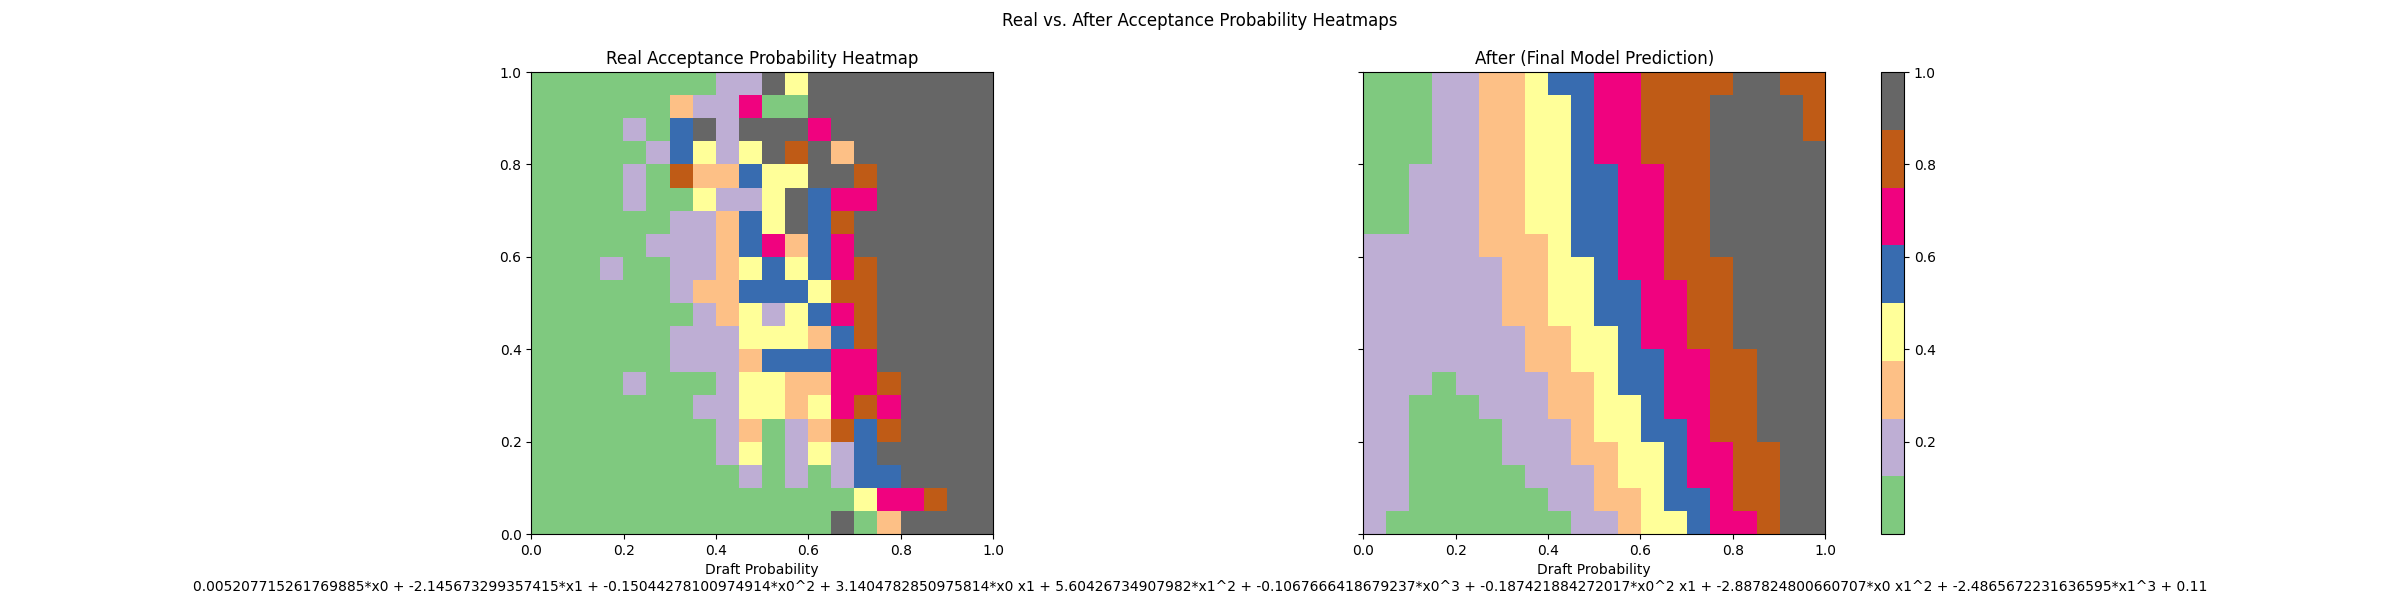 Real vs. After Acceptance Probability Heatmaps
Real Acceptance Probability Heatmap
After (Final Model Prediction)
1.0
0.8
0.6
0.4
0.2
0.0
0.0 0.2 0.4 0.6 0.8 1.0
Draft Probability
0.0 0.2 0.4 0.6 0.8 1.0
Draft Probability
1.0
0.8
0.6
0.4
0.2
0.005207715261769885*x0 + -2.145673299357415*x1 + -0.15044278100974914*x0^2 + 3.1404782850975814*x0 x1 + 5.60426734907982*x1^2 + -0.1067666418679237*x0^3 + -0.187421884272017*x0^2 x1 + -2.887824800660707*x0 x1^2 + -2.4865672231636595*x1^3 + 0.11